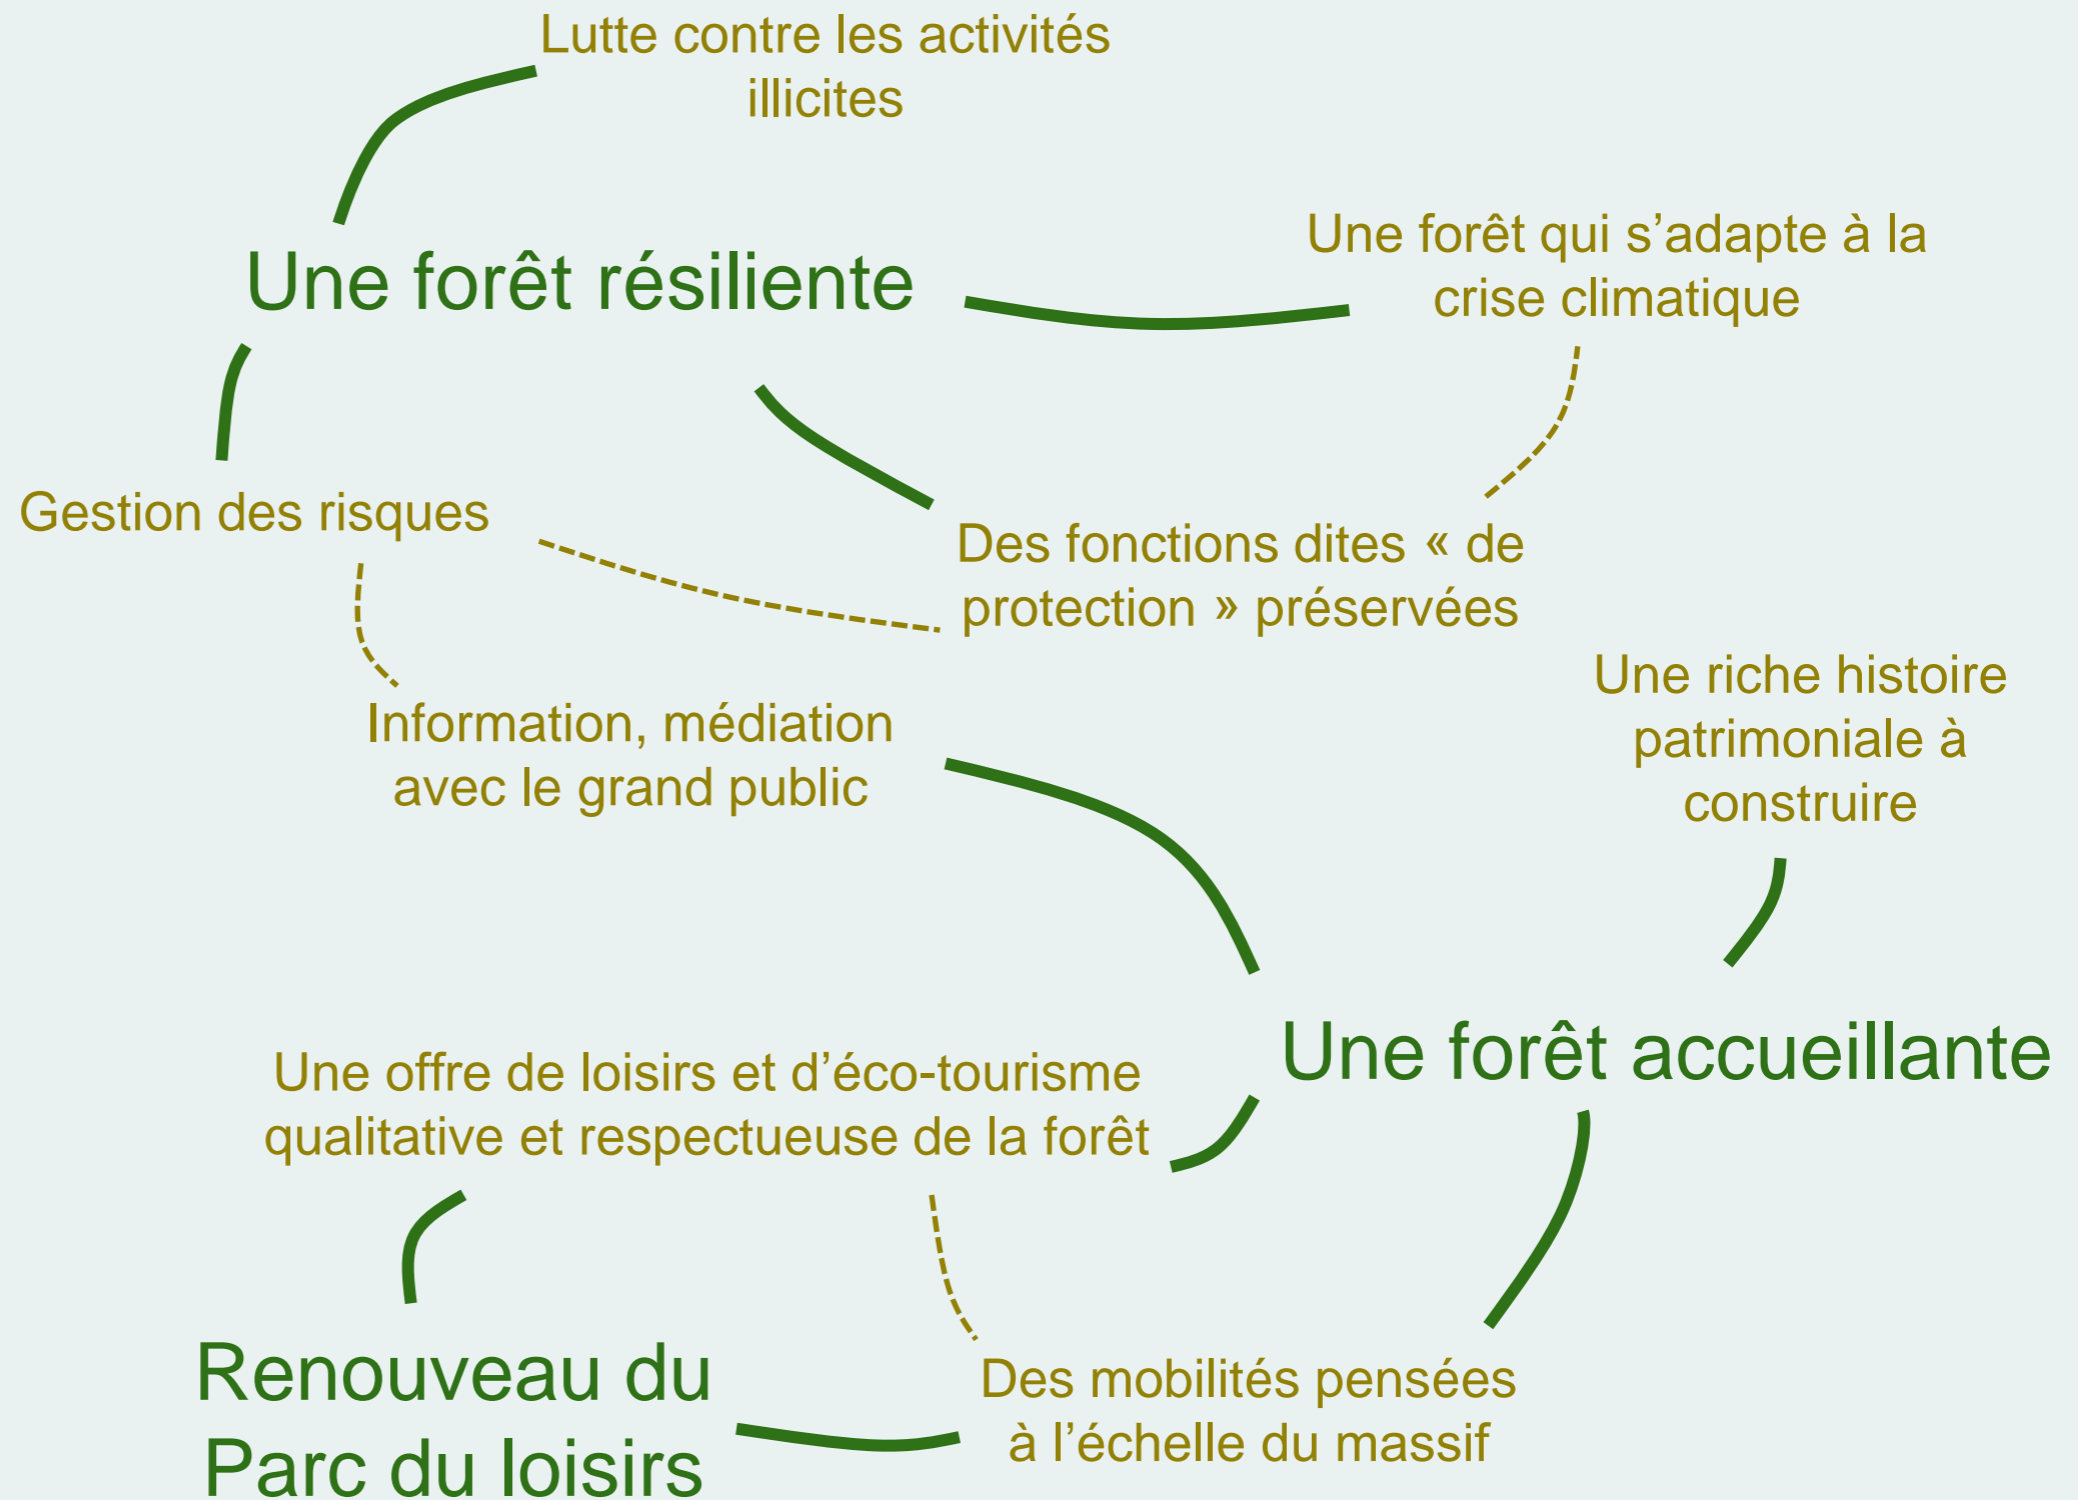 Lutte contre les activités
illicites
Une forêt résiliente
Une forêt qui s’adapte à la
crise climatique
Gestion des risques
Des fonctions dites « de
protection » préservées
Information, médiation
avec le grand public
Une riche histoire
patrimoniale à
construire
Une forêt accueillante
Une offre de loisirs et d’éco-tourisme
qualitative et respectueuse de la forêt
Renouveau du
Parc du loisirs
Des mobilités pensées
à l’échelle du massif